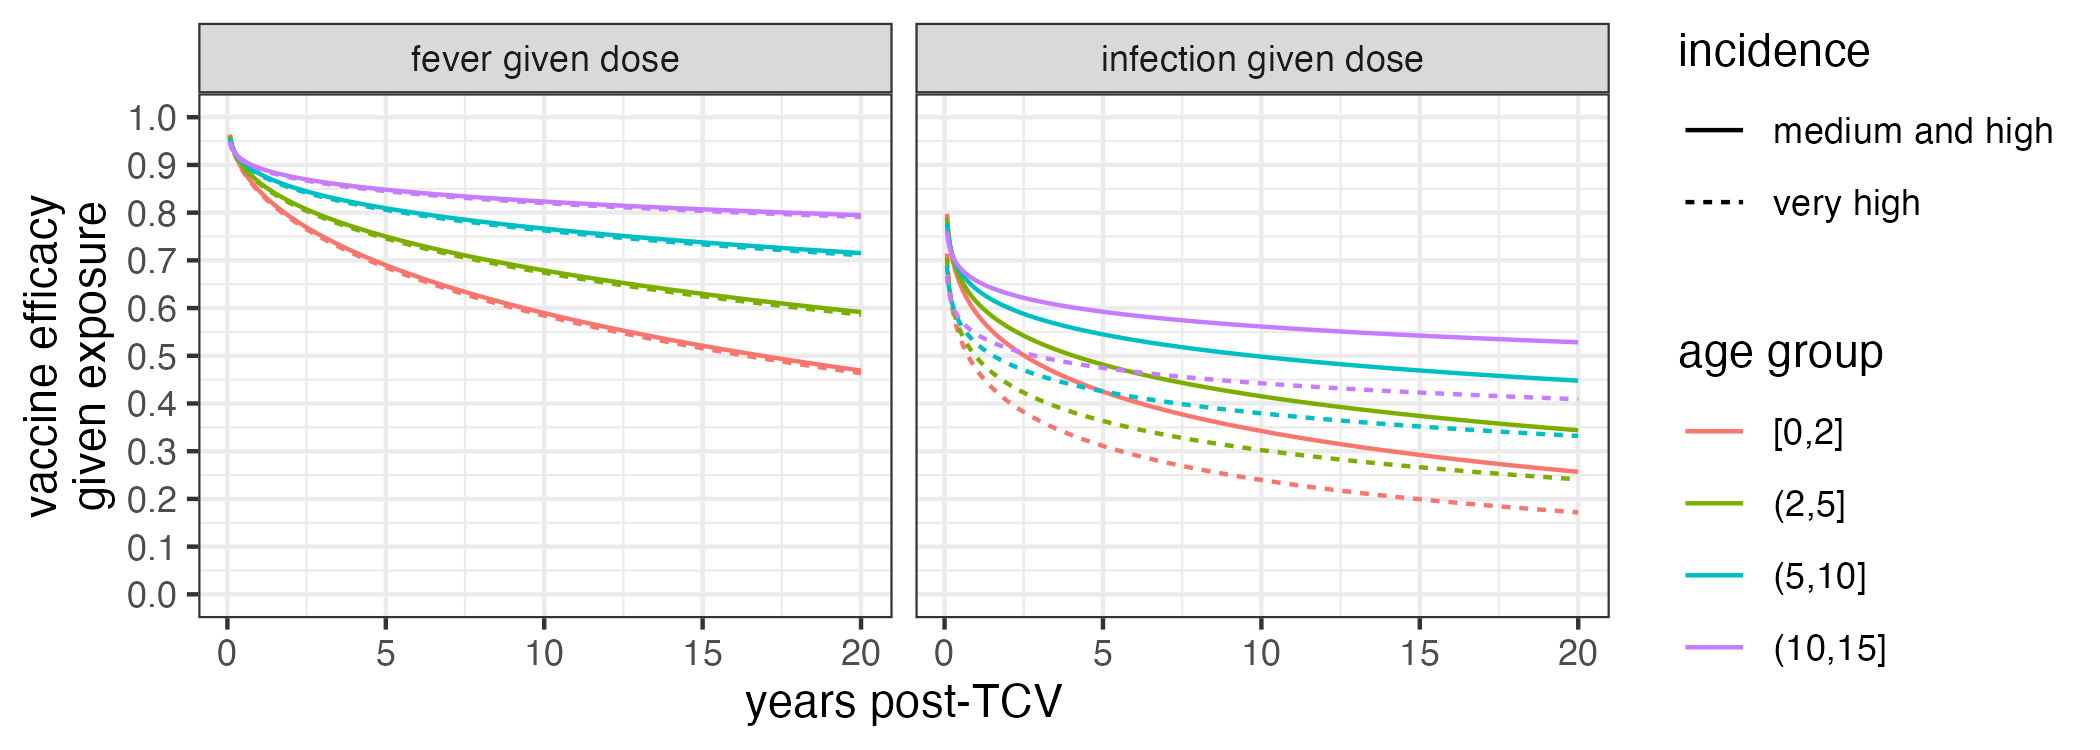 fever given dose
infection given dose
vaccine efficacy
given exposure
1.0
0.9
0.8
0.7
0.6
0.5
0.4
0.3
0.2
0.1
0.0
0 5 10 15 20
0 5 10 15 20
years post-TCV
incidence
medium and high
very high
age group
[0,2]
(2,5]
(5,10]
(10,15]